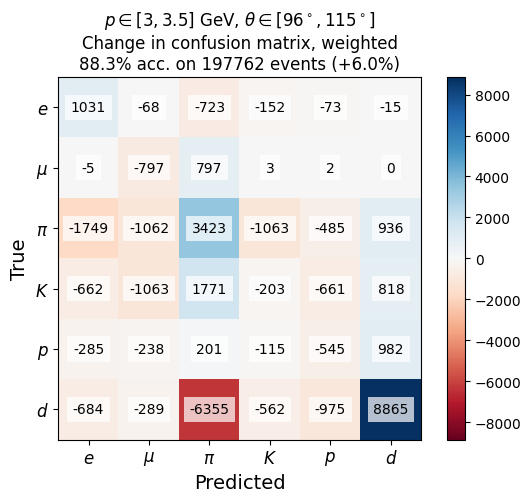 p ∈ [3, 3.5] GeV, θ ∈ [96°, 115°]
Change in confusion matrix, weighted
88.3% acc. on 197762 events (+6.0%)
e 1031 -68 -723 -152 -73 -15
μ -5 -797 797 3 2 0
π -1749 -1062 3423 -1063 -485 936
K -662 -1063 1771 -203 -661 818
p -285 -238 201 -115 -545 982
d -684 -289 -6355 -562 -975 8865
e μ π K p d
Predicted
True
8000
6000
4000
2000
0
−2000
−4000
−6000
−8000